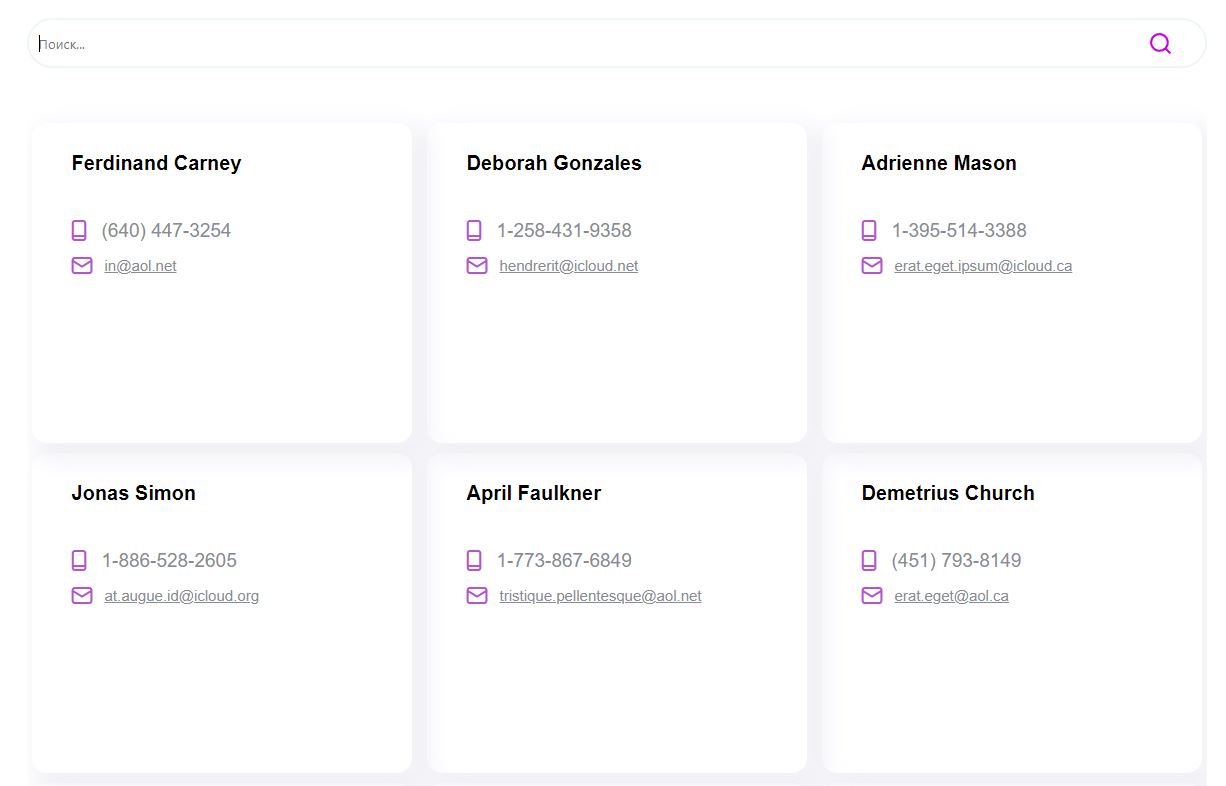 Поиск...
Ferdinand Carney
(640) 447-3254
in@aol.net
Deborah Gonzales
1-258-431-9358
hendrerit@icloud.net
Adrienne Mason
1-395-514-3388
erat.eget.ipsum@icloud.ca
Jonas Simon
1-886-528-2605
at.augue.id@icloud.org
April Faulkner
1-773-867-6849
tristique.pellentesque@aol.net
Demetrius Church
(451) 793-8149
erat.eget@aol.ca